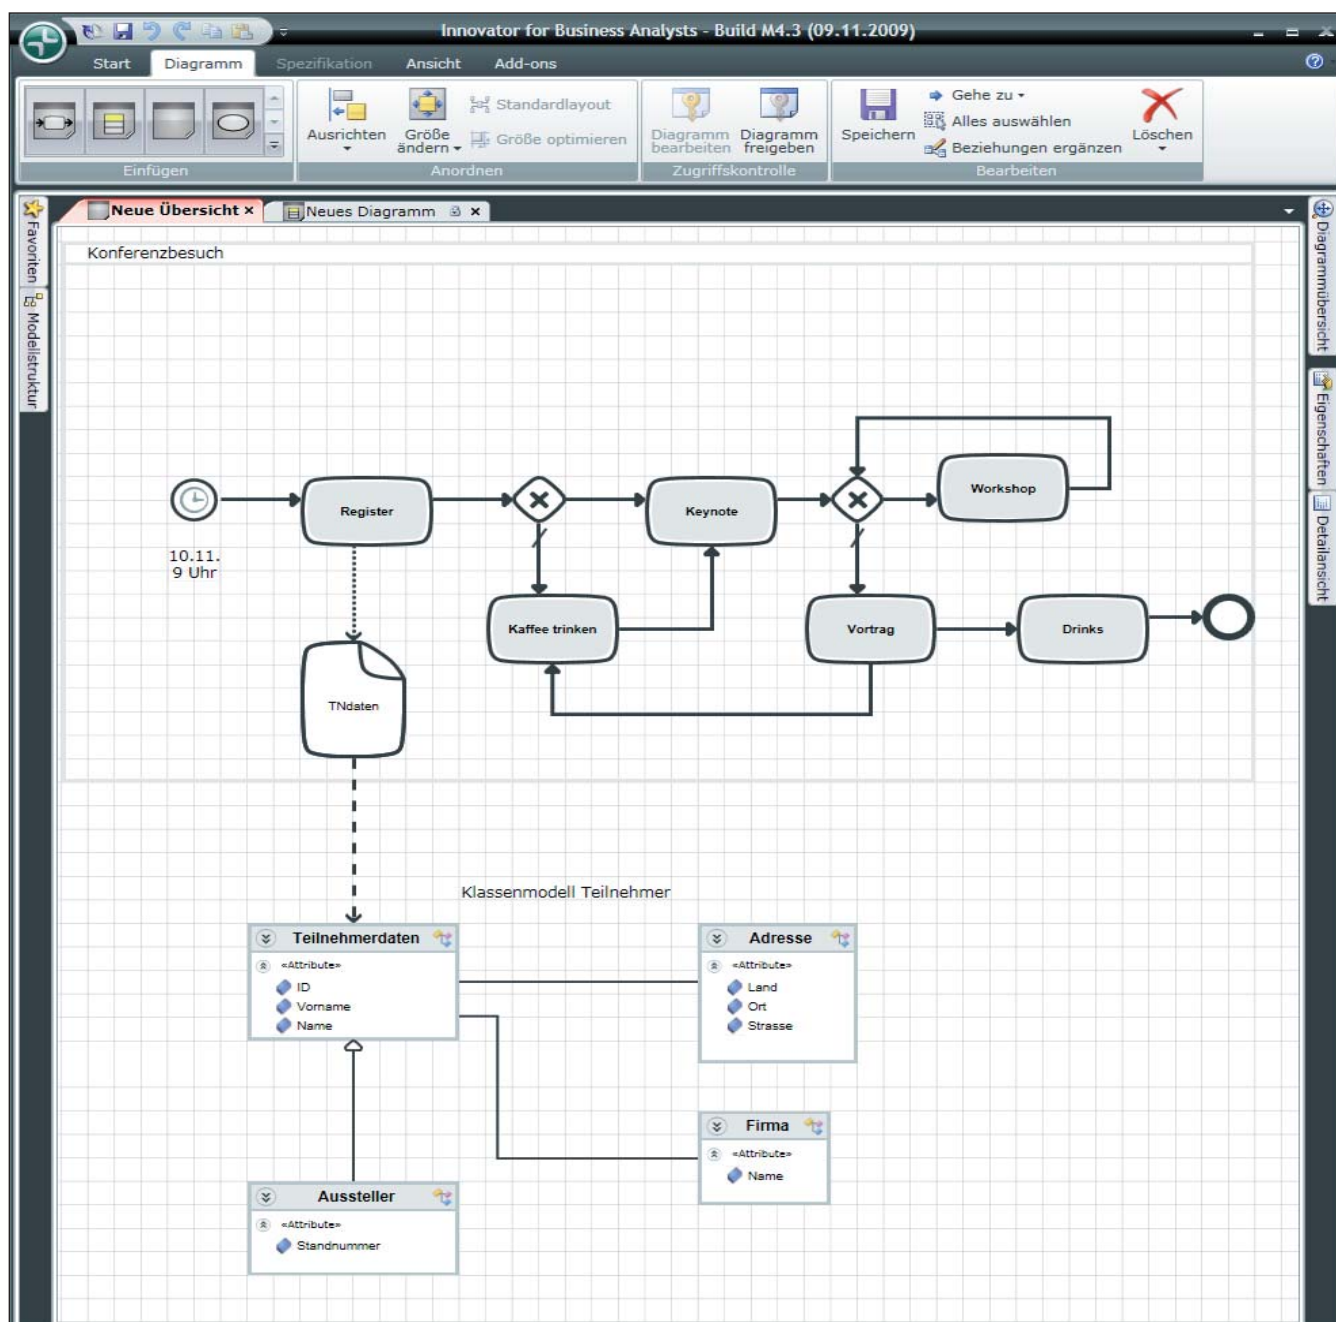 Innovator for Business Analysts - Build M4.3 (09.11.2009)
Start Diagramm Spezifikation Ansicht Add-ons
Ausrichten
Größe ändern
Standardlayout
Größe optimieren
Diagramm bearbeiten
Diagramm freigeben
Speichern
Gehe zu
Alles auswählen
Beziehungen ergänzen
Löschen
Einfügen
Anordnen
Zugriffskontrolle
Bearbeiten
Favoriten
Modellstruktur
Neue Übersicht
Neues Diagramm
Diagrammübersicht
Eigenschaften
Detailansicht
Konferenzbesuch
10.11.
9 Uhr
Register
Keynote
Workshop
Kaffee trinken
Vortrag
Drinks
TNdaten
Klassenmodell Teilnehmer
Teilnehmerdaten
«Attribute»
ID
Vorname
Name
Adresse
«Attribute»
Land
Ort
Strasse
Firma
«Attribute»
Name
Aussteller
«Attribute»
Standnummer